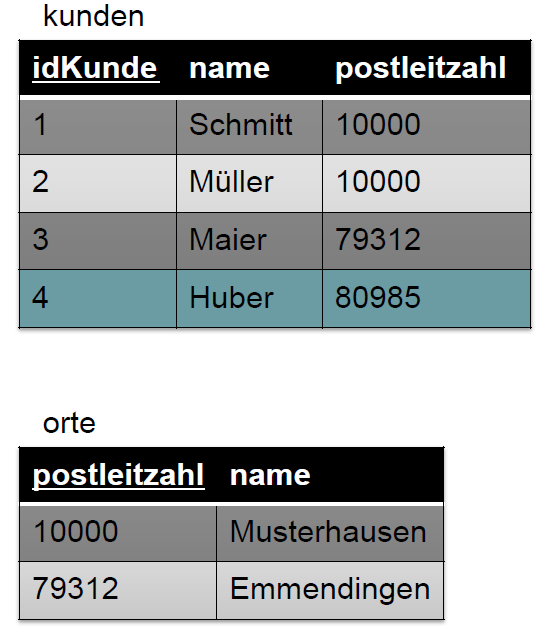 kunden
idKunde name postleitzahl
1 Schmitt 10000
2 Müller 10000
3 Maier 79312
4 Huber 80985
orte
postleitzahl name
10000 Musterhausen
79312 Emmendingen